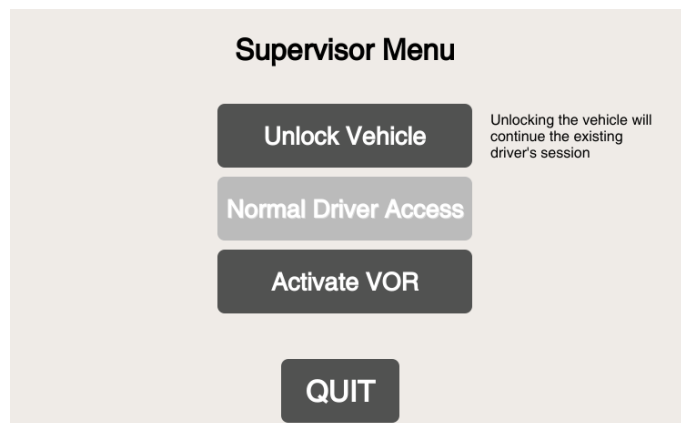 Supervisor Menu
Unlock Vehicle
Unlocking the vehicle will
continue the existing
driver's session
Normal Driver Access
Activate VOR
QUIT